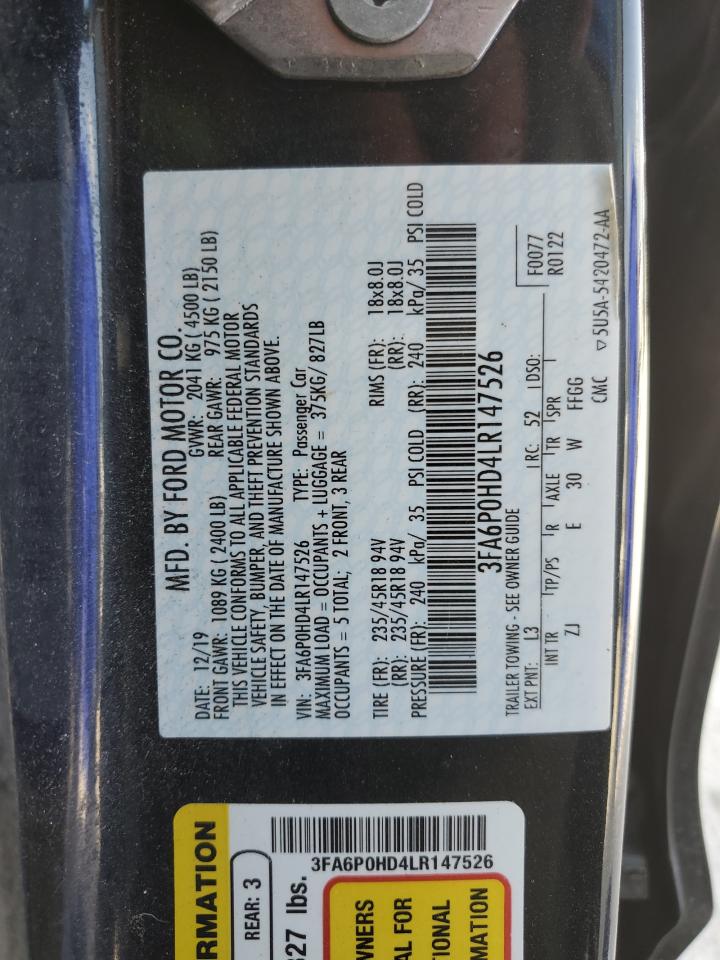 MFD. BY FORD MOTOR CO.
DATE: 12/19 GVWR: 2041 KG ( 4500 LB)
FRONT GAWR: 1089 KG ( 2400 LB) REAR GAWR: 975 KG ( 2150 LB)
THIS VEHICLE CONFORMS TO ALL APPLICABLE FEDERAL MOTOR
VEHICLE SAFETY, BUMPER, AND THEFT PREVENTION STANDARDS
IN EFFECT ON THE DATE OF MANUFACTURE SHOWN ABOVE.
VIN: 3FA6P0HD4LR147526 TYPE: Passenger Car
MAXIMUM LOAD = OCCUPANTS + LUGGAGE = 375KG/ 827LB
OCCUPANTS = 5 TOTAL; 2 FRONT, 3 REAR
TIRE (FR): 235/45R18 94V RIMS (FR): 18x8.0J
(RR): 235/45R18 94V (RR): 18x8.0J
PRESSURE (FR): 240 kPa/ 35 PSI COLD (RR): 240 kPa/ 35 PSI COLD
3FA6P0HD4LR147526
TRAILER TOWING - SEE OWNER GUIDE F0077
EXT PNT: L3 RC: 52 DSO: R0122
INT TR TP/PS R AXLE TR SPR
ZJ E 30 W FFGG
CMC ▽ 5U5A-5420472-AA
RMATION
REAR: 3
827 lbs.
3FA6P0HD4LR147526
WNERS
AL FOR
TIONAL
MATION